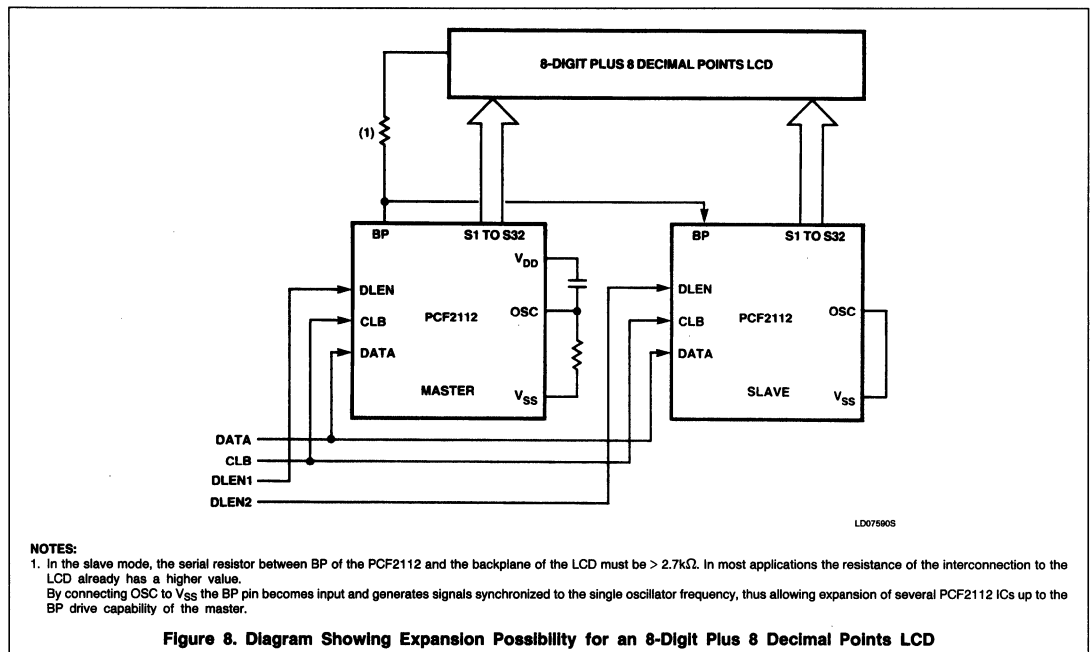 8-DIGIT PLUS 8 DECIMAL POINTS LCD
(1)
BP
S1 TO S32
VDD
DLEN
OSC
PCF2112
CLB
DATA
MASTER
VSS
BP
S1 TO S32
DLEN
OSC
PCF2112
CLB
DATA
SLAVE
VSS
DATA
CLB
DLEN1
DLEN2
LD07590S
NOTES:
1. In the slave mode, the serial resistor between BP of the PCF2112 and the backplane of the LCD must be > 2.7kΩ. In most applications the resistance of the interconnection to the
LCD already has a higher value.
By connecting OSC to VSS the BP pin becomes input and generates signals synchronized to the single oscillator frequency, thus allowing expansion of several PCF2112 ICs up to the
BP drive capability of the master.
Figure 8. Diagram Showing Expansion Possibility for an 8-Digit Plus 8 Decimal Points LCD